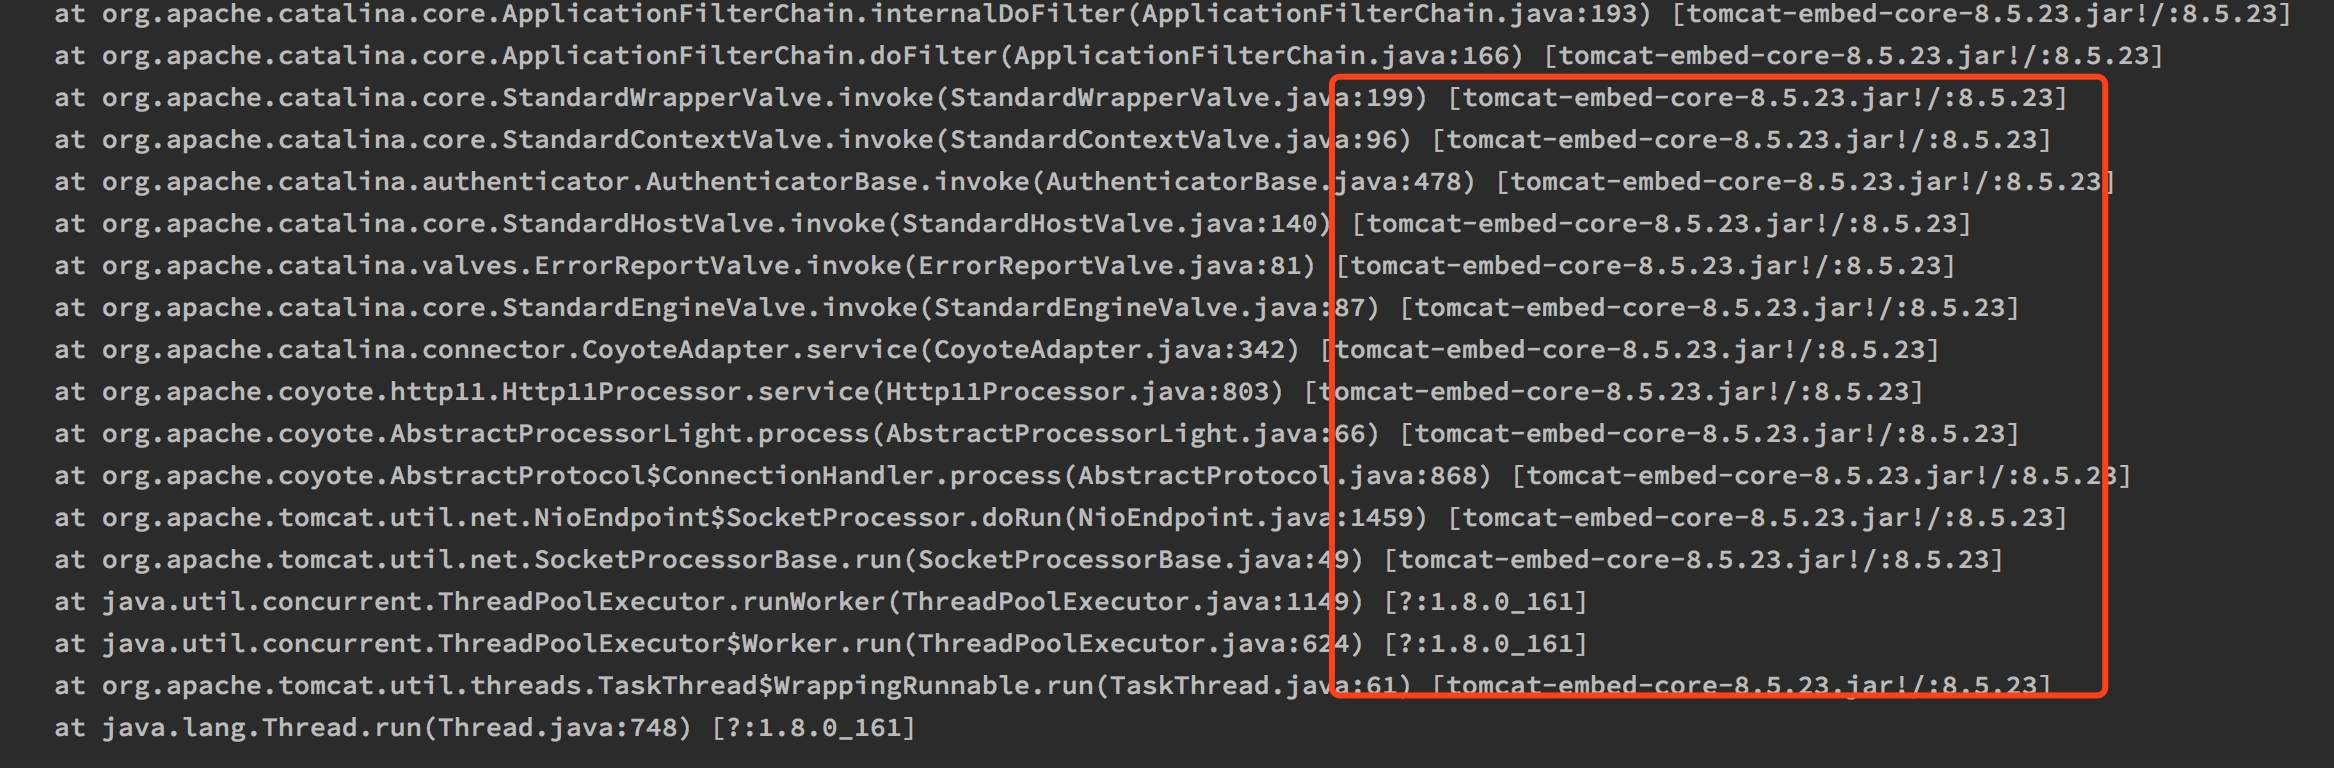 at org.apache.catalina.core.ApplicationFilterChain.internalDoFilter(ApplicationFilterChain.java:193) [tomcat-embed-core-8.5.23.jar!/:8.5.23]
at org.apache.catalina.core.ApplicationFilterChain.doFilter(ApplicationFilterChain.java:166) [tomcat-embed-core-8.5.23.jar!/:8.5.23]
at org.apache.catalina.core.StandardWrapperValve.invoke(StandardWrapperValve.java:199) [tomcat-embed-core-8.5.23.jar!/:8.5.23]
at org.apache.catalina.core.StandardContextValve.invoke(StandardContextValve.java:96) [tomcat-embed-core-8.5.23.jar!/:8.5.23]
at org.apache.catalina.authenticator.AuthenticatorBase.invoke(AuthenticatorBase.java:478) [tomcat-embed-core-8.5.23.jar!/:8.5.23]
at org.apache.catalina.core.StandardHostValve.invoke(StandardHostValve.java:140) [tomcat-embed-core-8.5.23.jar!/:8.5.23]
at org.apache.catalina.valves.ErrorReportValve.invoke(ErrorReportValve.java:81) [tomcat-embed-core-8.5.23.jar!/:8.5.23]
at org.apache.catalina.core.StandardEngineValve.invoke(StandardEngineValve.java:87) [tomcat-embed-core-8.5.23.jar!/:8.5.23]
at org.apache.catalina.connector.CoyoteAdapter.service(CoyoteAdapter.java:342) [tomcat-embed-core-8.5.23.jar!/:8.5.23]
at org.apache.coyote.http11.Http11Processor.service(Http11Processor.java:803) [tomcat-embed-core-8.5.23.jar!/:8.5.23]
at org.apache.coyote.AbstractProcessorLight.process(AbstractProcessorLight.java:66) [tomcat-embed-core-8.5.23.jar!/:8.5.23]
at org.apache.coyote.AbstractProtocol$ConnectionHandler.process(AbstractProtocol.java:868) [tomcat-embed-core-8.5.23.jar!/:8.5.23]
at org.apache.tomcat.util.net.NioEndpoint$SocketProcessor.doRun(NioEndpoint.java:1459) [tomcat-embed-core-8.5.23.jar!/:8.5.23]
at org.apache.tomcat.util.net.SocketProcessorBase.run(SocketProcessorBase.java:49) [tomcat-embed-core-8.5.23.jar!/:8.5.23]
at java.util.concurrent.ThreadPoolExecutor.runWorker(ThreadPoolExecutor.java:1149) [?:1.8.0_161]
at java.util.concurrent.ThreadPoolExecutor$Worker.run(ThreadPoolExecutor.java:624) [?:1.8.0_161]
at org.apache.tomcat.util.threads.TaskThread$WrappingRunnable.run(TaskThread.java:61) [tomcat-embed-core-8.5.23.jar!/:8.5.23]
at java.lang.Thread.run(Thread.java:748) [?:1.8.0_161]